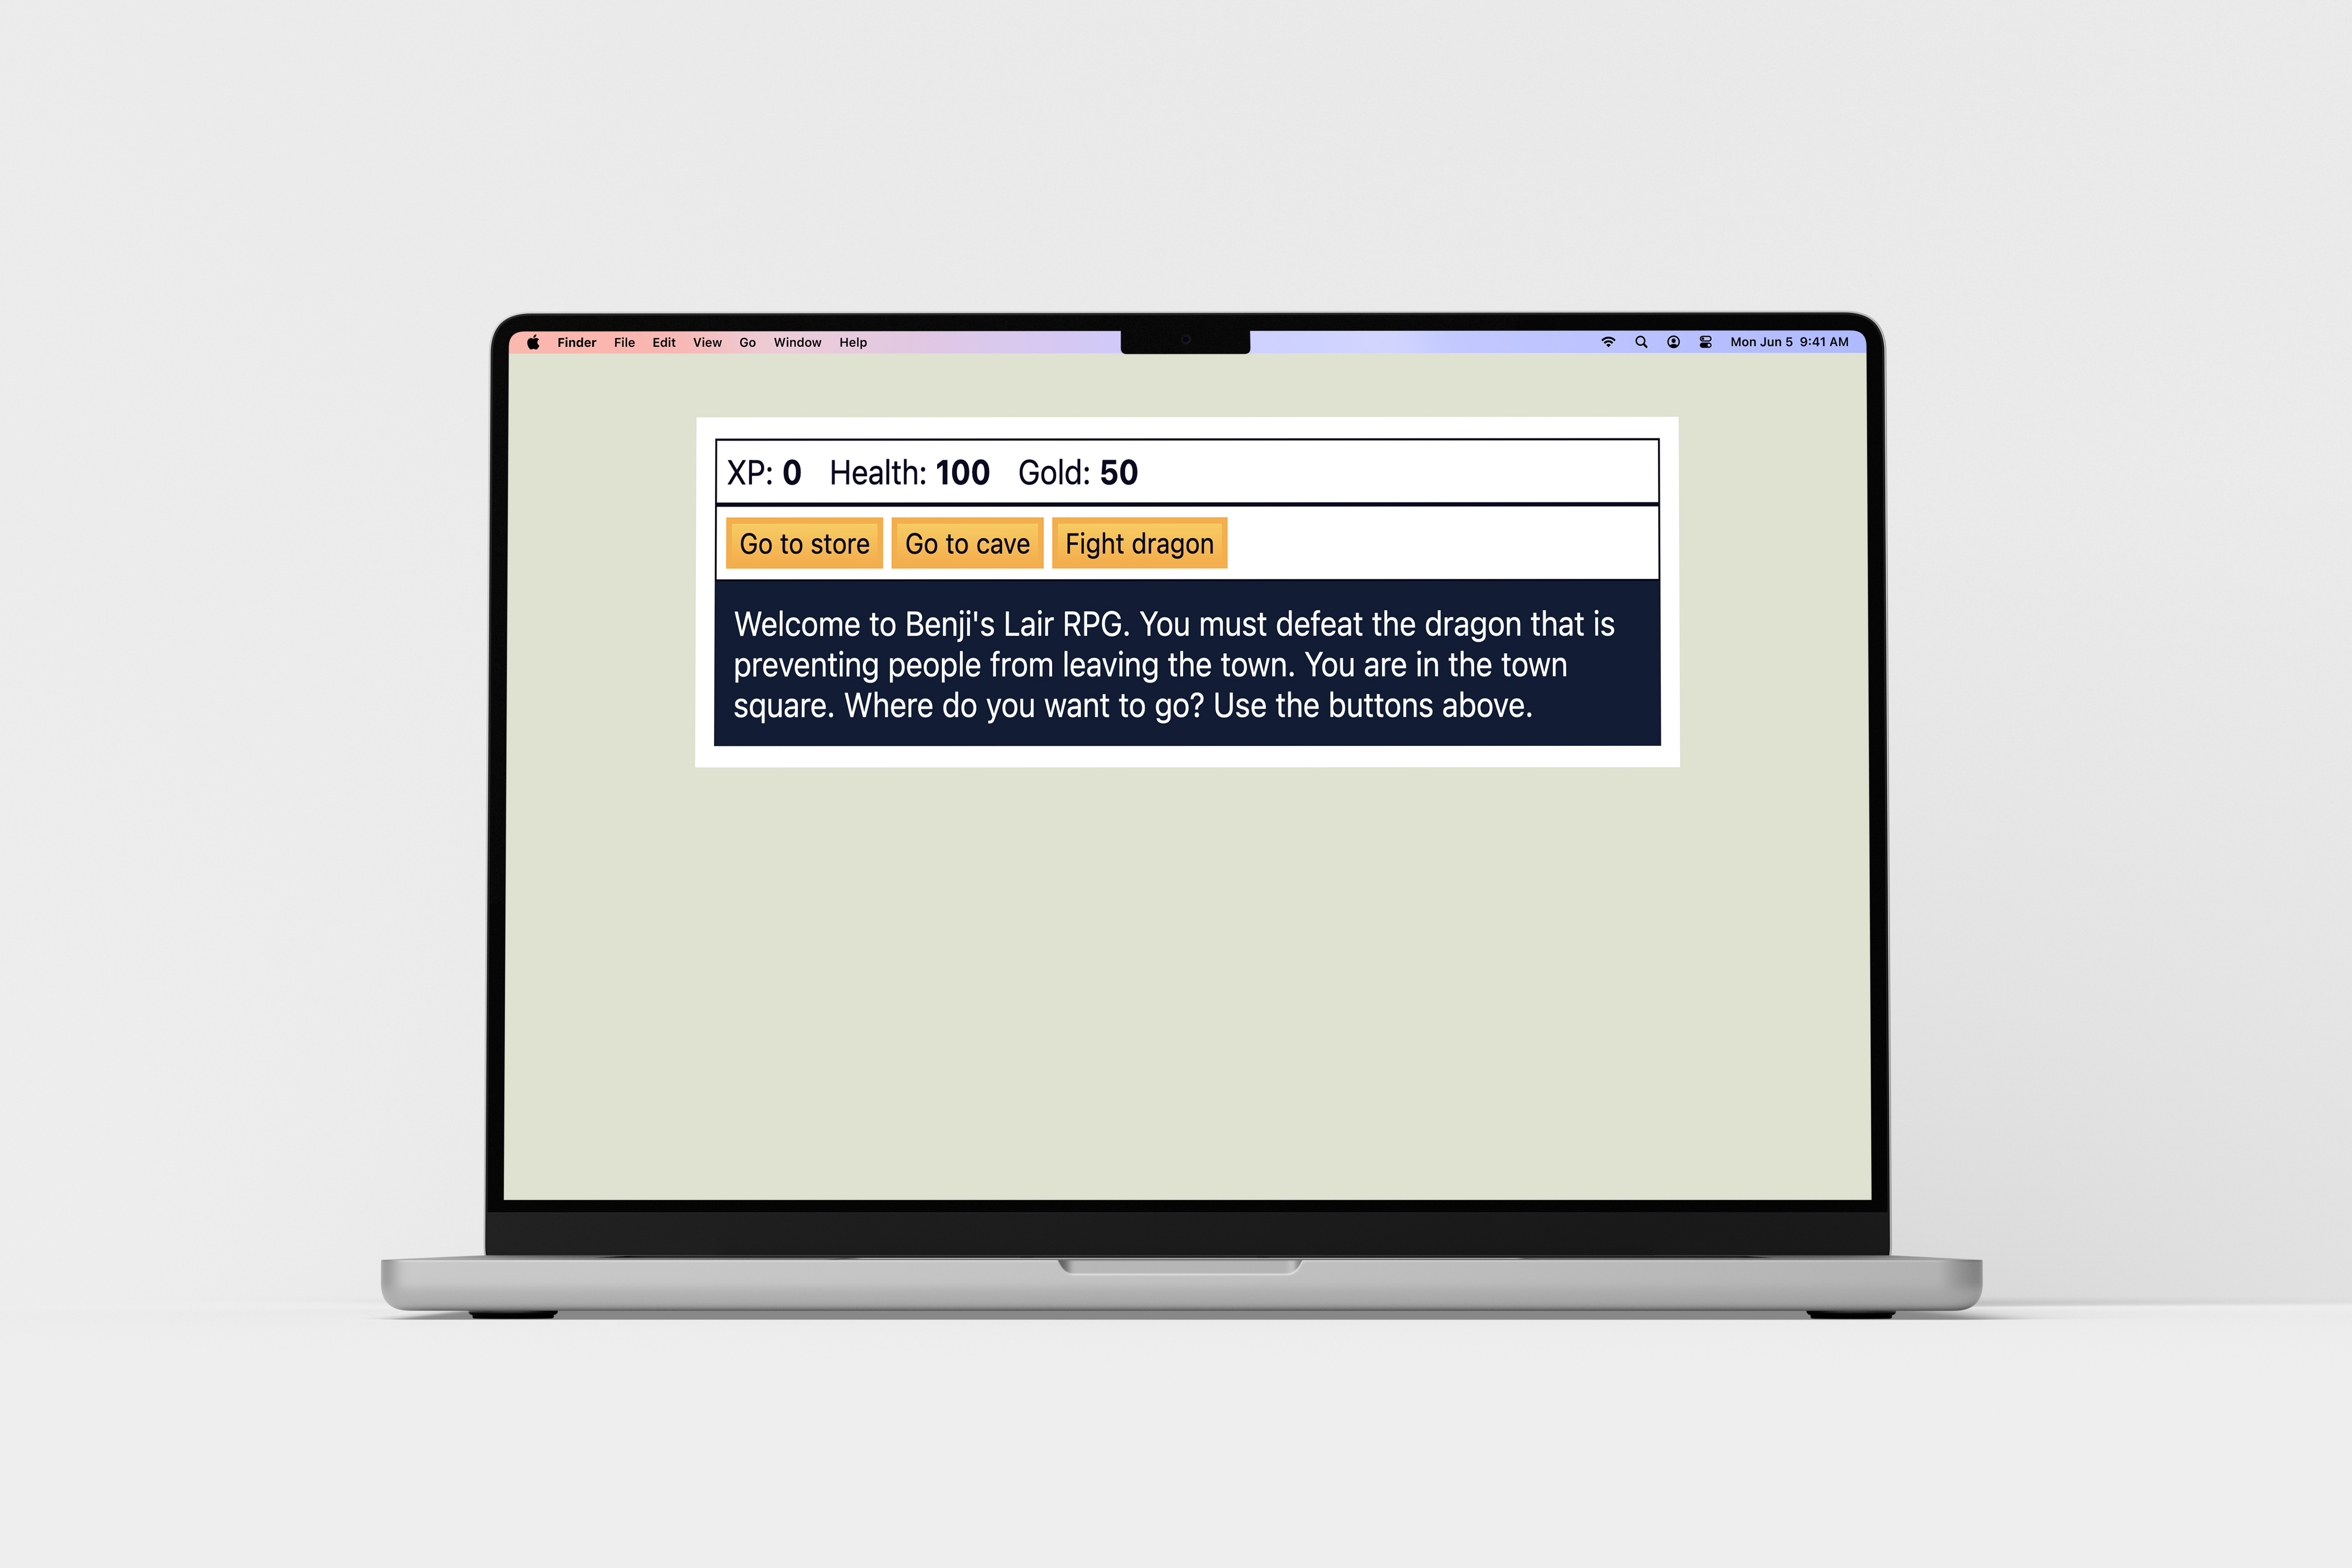 Finder File Edit View Go Window Help Mon Jun 5 9:41 AM
XP: 0 Health: 100 Gold: 50
Go to store Go to cave Fight dragon
Welcome to Benji's Lair RPG. You must defeat the dragon that is
preventing people from leaving the town. You are in the town
square. Where do you want to go? Use the buttons above.